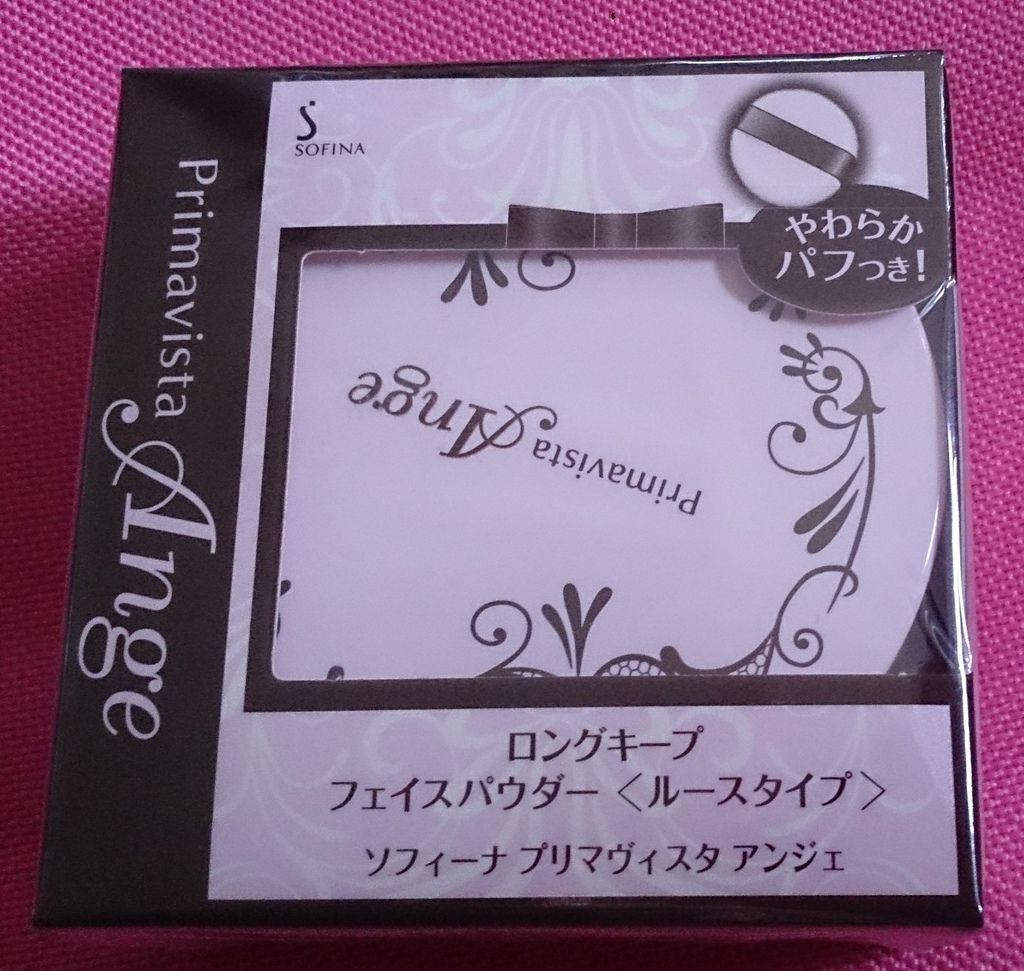 SOFINA
Primavista Ange
やわらか
パフつき!
Primavista Ange
ロングキープ
フェイスパウダー〈ルースタイプ〉
ソフィーナ プリマヴィスタ アンジェ